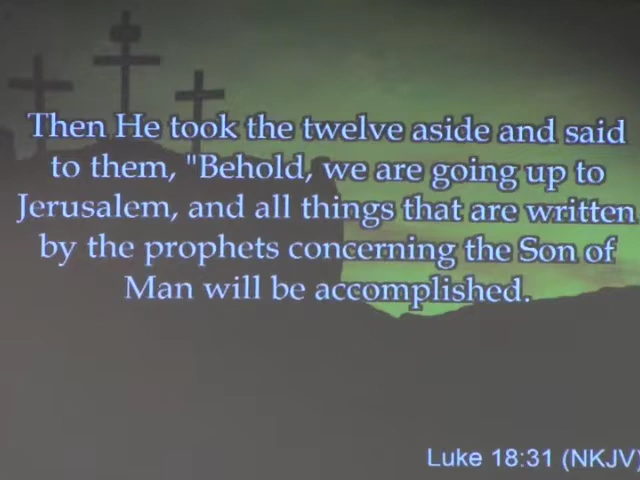 Then He took the twelve aside and said
to them, "Behold, we are going up to
Jerusalem, and all things that are written
by the prophets concerning the Son of
Man will be accomplished.
Luke 18:31 (NKJV)